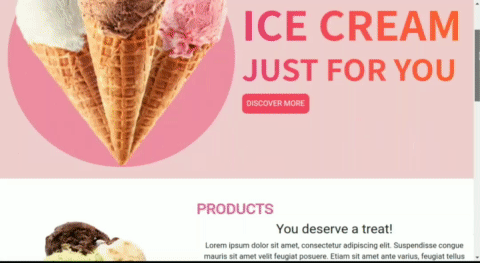 ICE CREAM
JUST FOR YOU
DISCOVER MORE
PRODUCTS
You deserve a treat!
Lorem ipsum dolor sit amet, consectetur adipiscing elit. Suspendisse congue
mauris sit amet velit feugiat posuere. Etiam sit amet ante varius, feugiat tellus